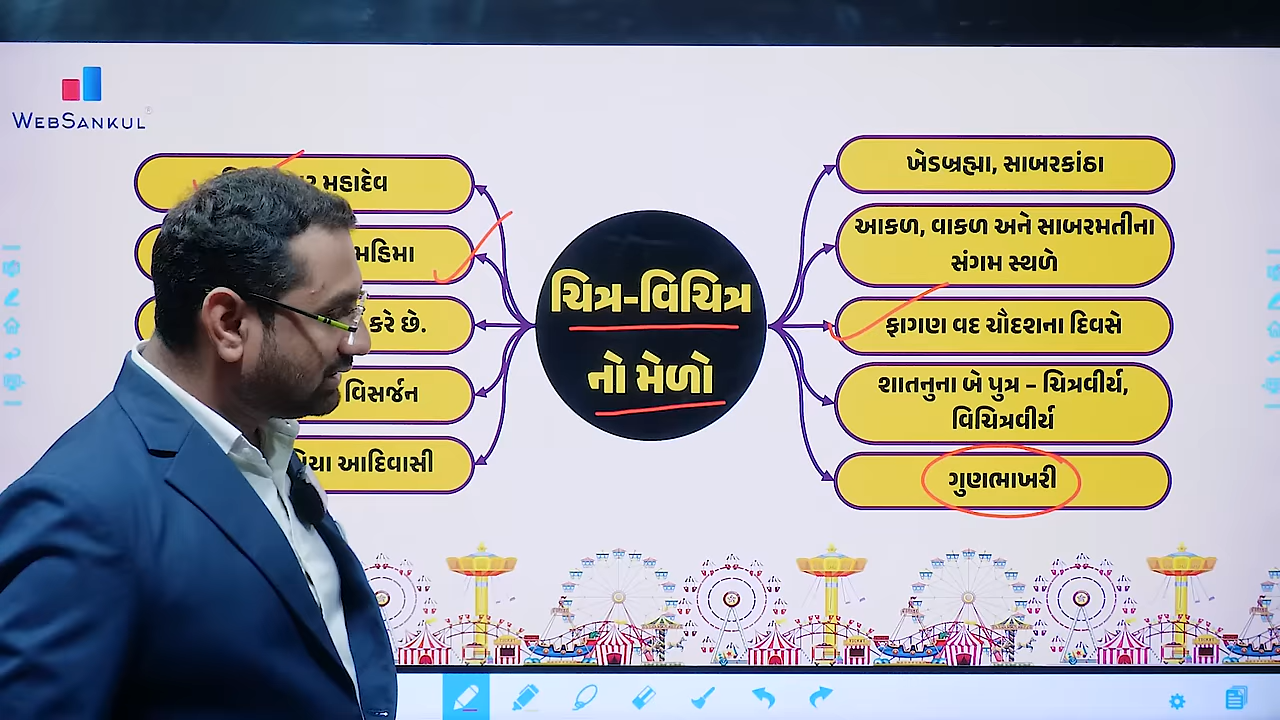 WEBSANKUL
મહાદેવ
મહિમા
કરે છે.
વિસર્જન
આદિવાસી
ચિત્ર-વિચિત્ર
નો મેળો
ખેડબ્રહ્મા, સાબરકાંઠા
આકળ, વાકળ અને સાબરમતીના
સંગમ સ્થળે
ફાગણ વદ ચૌદશના દિવસે
શાતનુના બે પુત્ર – ચિત્રવીર્ય,
વિચિત્રવીર્ય
ગુણભાખરી